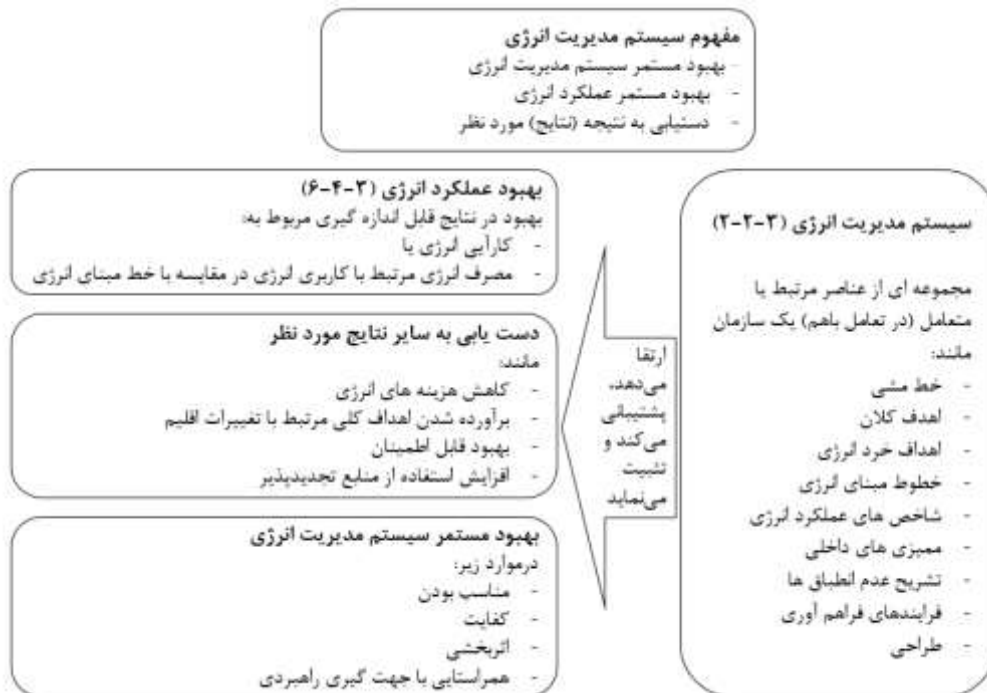 مفهوم سیستم مدیریت انرژی
- بهبود مستمر سیستم مدیریت انرژی
- بهبود مستمر عملکرد انرژی
- دستیابی به نتیجه (نتایج) مورد نظر
سیستم مدیریت انرژی (۳-۲-۲)
مجموعه ای از عناصر مرتبط یا
متعامل (در تعامل باهم) یک سازمان
مانند:
- خط مشی
- اهدف کلان
- اهداف خرد انرژی
- خطوط مبنای انرژی
- شاخص های عملکرد انرژی
- ممیزی های داخلی
- تشریح عدم انطباق ها
- فرایندهای فراهم آوری
- طراحی
ارتقا
می‌دهد،
پشتیبانی
می‌کند و
تثبیت
می‌نماید
بهبود عملکرد انرژی (۳-۴-۶)
بهبود در نتایج قابل اندازه گیری مربوط به:
- کارآیی انرژی یا
- مصرف انرژی مرتبط با کاربری انرژی در مقایسه با خط مبنای انرژی
دست یابی به سایر نتایج مورد نظر
مانند:
- کاهش هزینه های انرژی
- برآورده شدن اهداف کلی مرتبط با تغییرات اقلیم
- بهبود قابل اطمینان
- افزایش استفاده از منابع تجدیدپذیر
بهبود مستمر سیستم مدیریت انرژی
درموارد زیر:
- مناسب بودن
- کفایت
- اثربخشی
- همراستایی با جهت گیری راهبردی